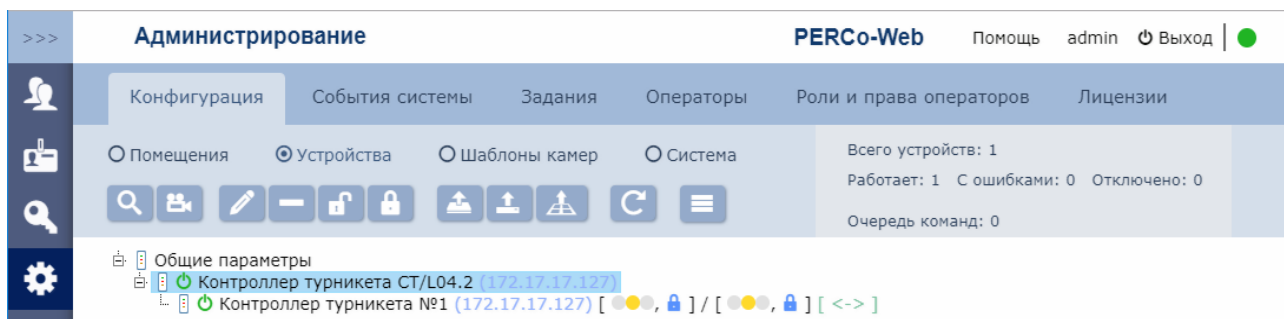 >>> Администрирование PERCo-Web Помощь admin Выход
Конфигурация События системы Задания Операторы Роли и права операторов Лицензии
Помещения Устройства Шаблоны камер Система
Всего устройств: 1
Работает: 1 С ошибками: 0 Отключено: 0
Очередь команд: 0
Общие параметры
Контроллер турникета CT/L04.2 (172.17.17.127)
Контроллер турникета №1 (172.17.17.127) [ , ] / [ , ] [ <-> ]